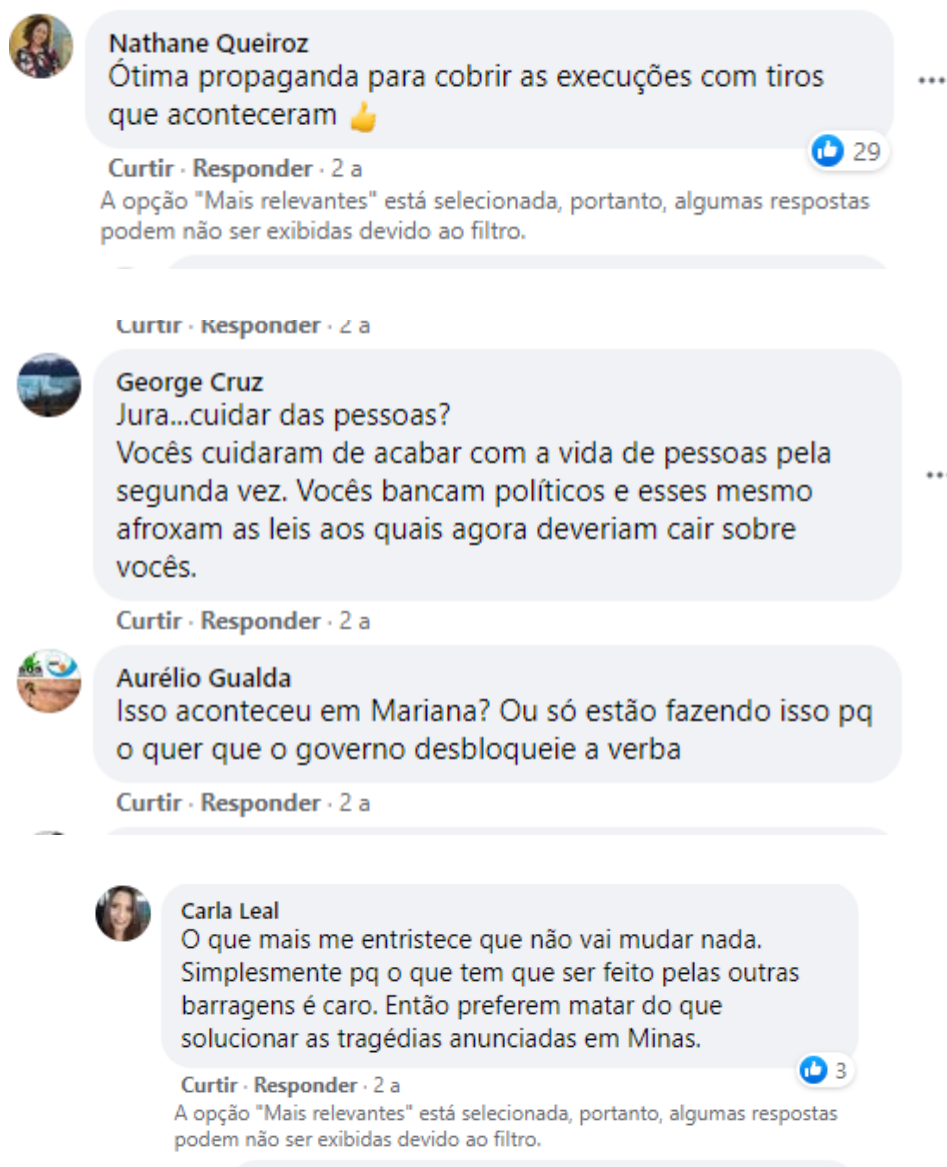 Nathane Queiroz
Ótima propaganda para cobrir as execuções com tiros
que aconteceram 👍
29
Curtir · Responder · 2 a
A opção "Mais relevantes" está selecionada, portanto, algumas respostas
podem não ser exibidas devido ao filtro.
Curtir · Responder · 2 a
George Cruz
Jura...cuidar das pessoas?
Vocês cuidaram de acabar com a vida de pessoas pela
segunda vez. Vocês bancam políticos e esses mesmo
afroxam as leis aos quais agora deveriam cair sobre
vocês.
Curtir · Responder · 2 a
Aurélio Gualda
Isso aconteceu em Mariana? Ou só estão fazendo isso pq
o quer que o governo desbloqueie a verba
Curtir · Responder · 2 a
Carla Leal
O que mais me entristece que não vai mudar nada.
Simplesmente pq o que tem que ser feito pelas outras
barragens é caro. Então preferem matar do que
solucionar as tragédias anunciadas em Minas.
3
Curtir · Responder · 2 a
A opção "Mais relevantes" está selecionada, portanto, algumas respostas
podem não ser exibidas devido ao filtro.